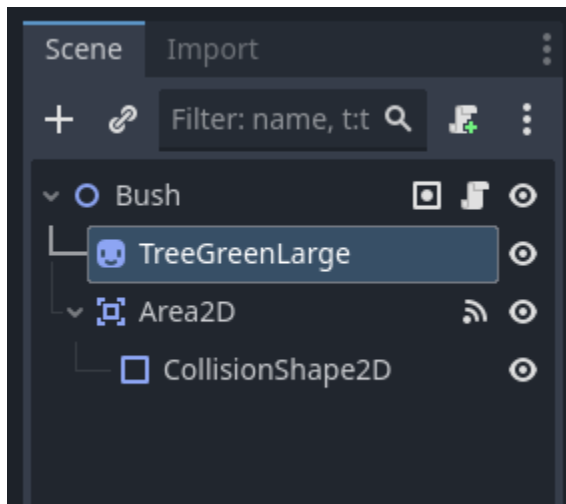 Scene Import
Filter: name, t:t
Bush
TreeGreenLarge
Area2D
CollisionShape2D